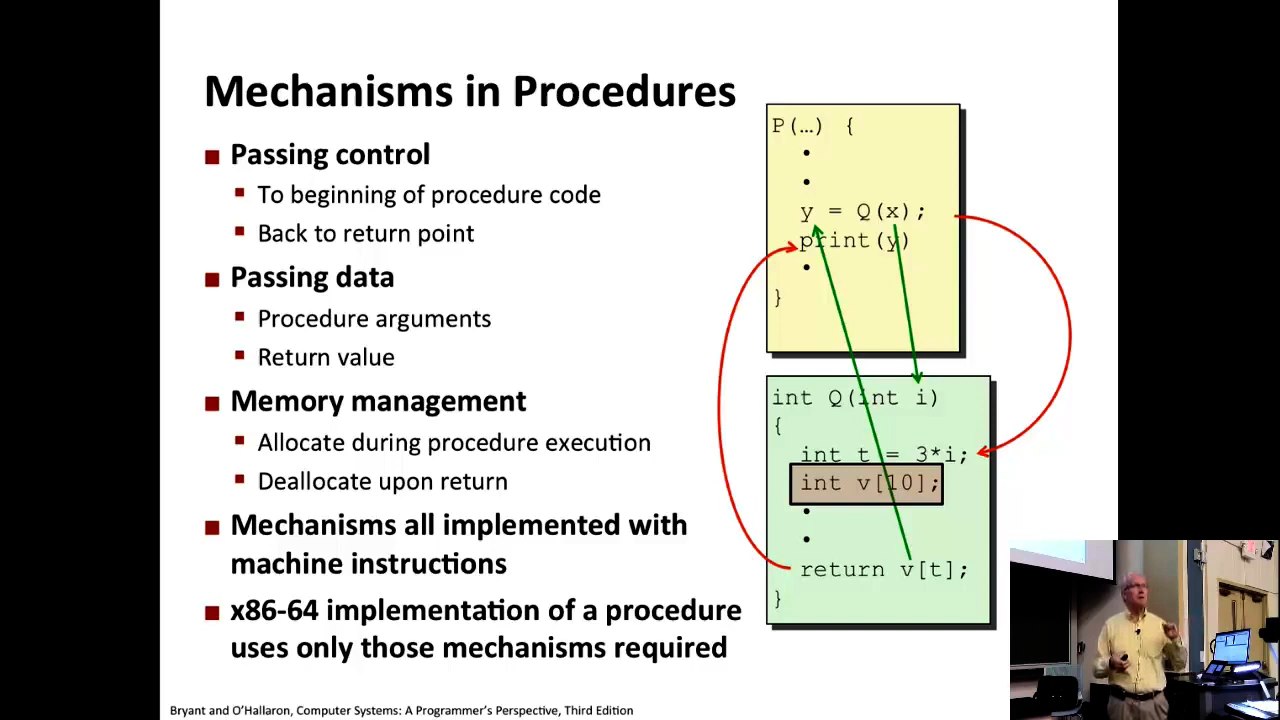 Mechanisms in Procedures
Passing control
To beginning of procedure code
Back to return point
Passing data
Procedure arguments
Return value
Memory management
Allocate during procedure execution
Deallocate upon return
Mechanisms all implemented with
machine instructions
x86-64 implementation of a procedure
uses only those mechanisms required
P(…) {
•
•
y = Q(x);
print(y)
•
}
int Q(int i)
{
int t = 3*i;
int v[10];
•
•
return v[t];
}
Bryant and O'Hallaron, Computer Systems: A Programmer's Perspective, Third Edition